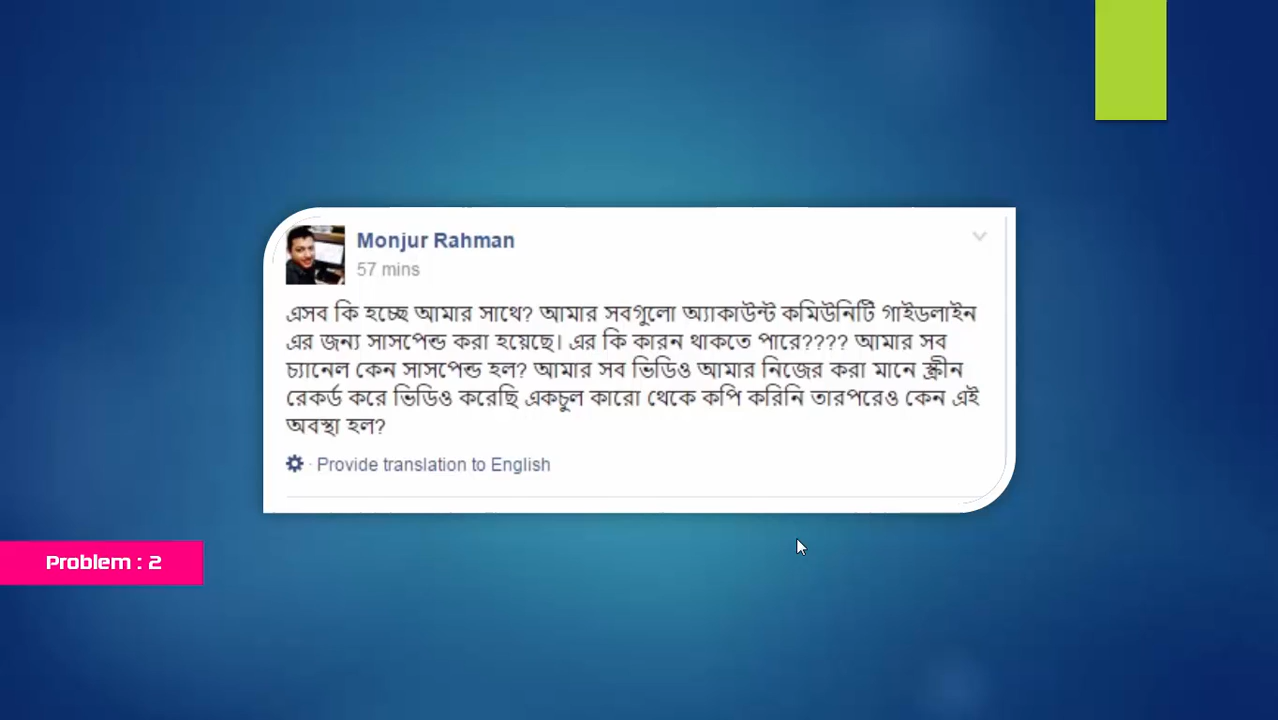 Monjur Rahman
57 mins
এসব কি হচ্ছে আমার সাথে? আমার সবগুলো অ্যাকাউন্ট কমিউনিটি গাইডলাইন
এর জন্য সাসপেন্ড করা হয়েছে। এর কি কারন থাকতে পারে???? আমার সব
চ্যানেল কেন সাসপেন্ড হল? আমার সব ভিডিও আমার নিজের করা মানে স্ক্রীন
রেকর্ড করে ভিডিও করেছি একচুল কারো থেকে কপি করিনি তারপরেও কেন এই
অবস্থা হল?
· Provide translation to English
Problem : 2